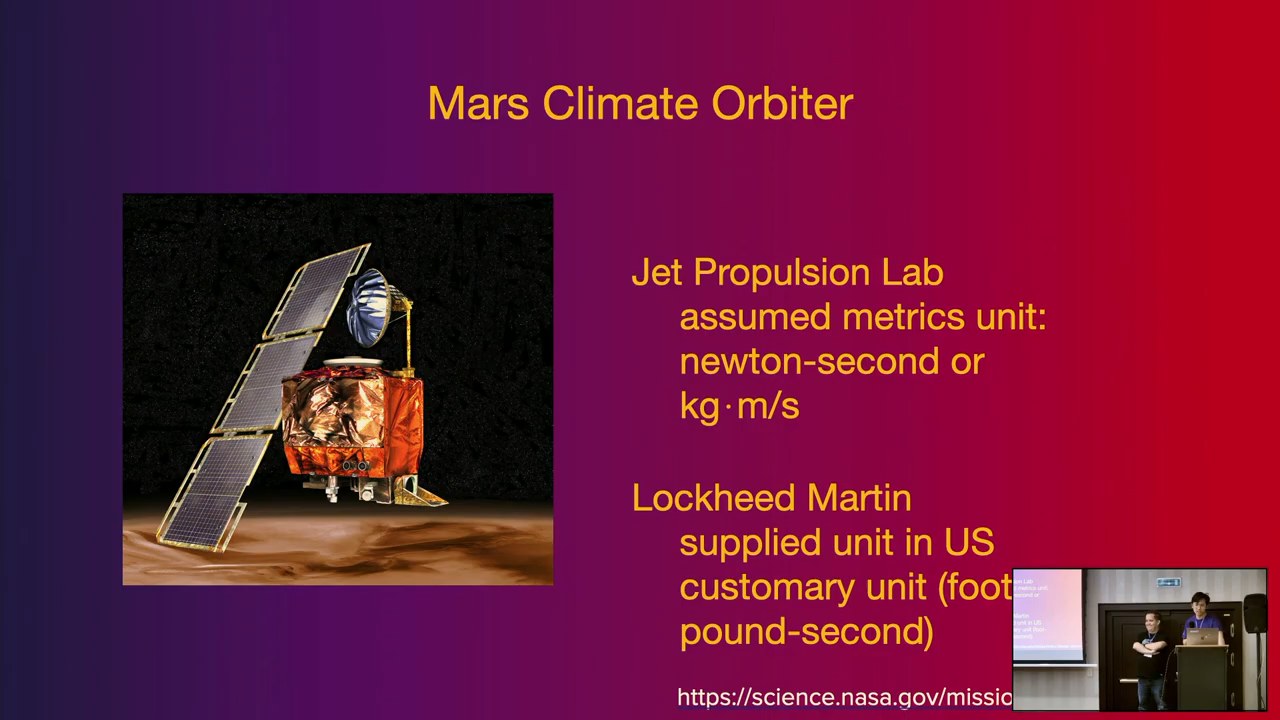 Mars Climate Orbiter
Jet Propulsion Lab
assumed metrics unit:
newton-second or
kg·m/s
Lockheed Martin
supplied unit in US
customary unit (foot
pound-second)
https://science.nasa.gov/missio